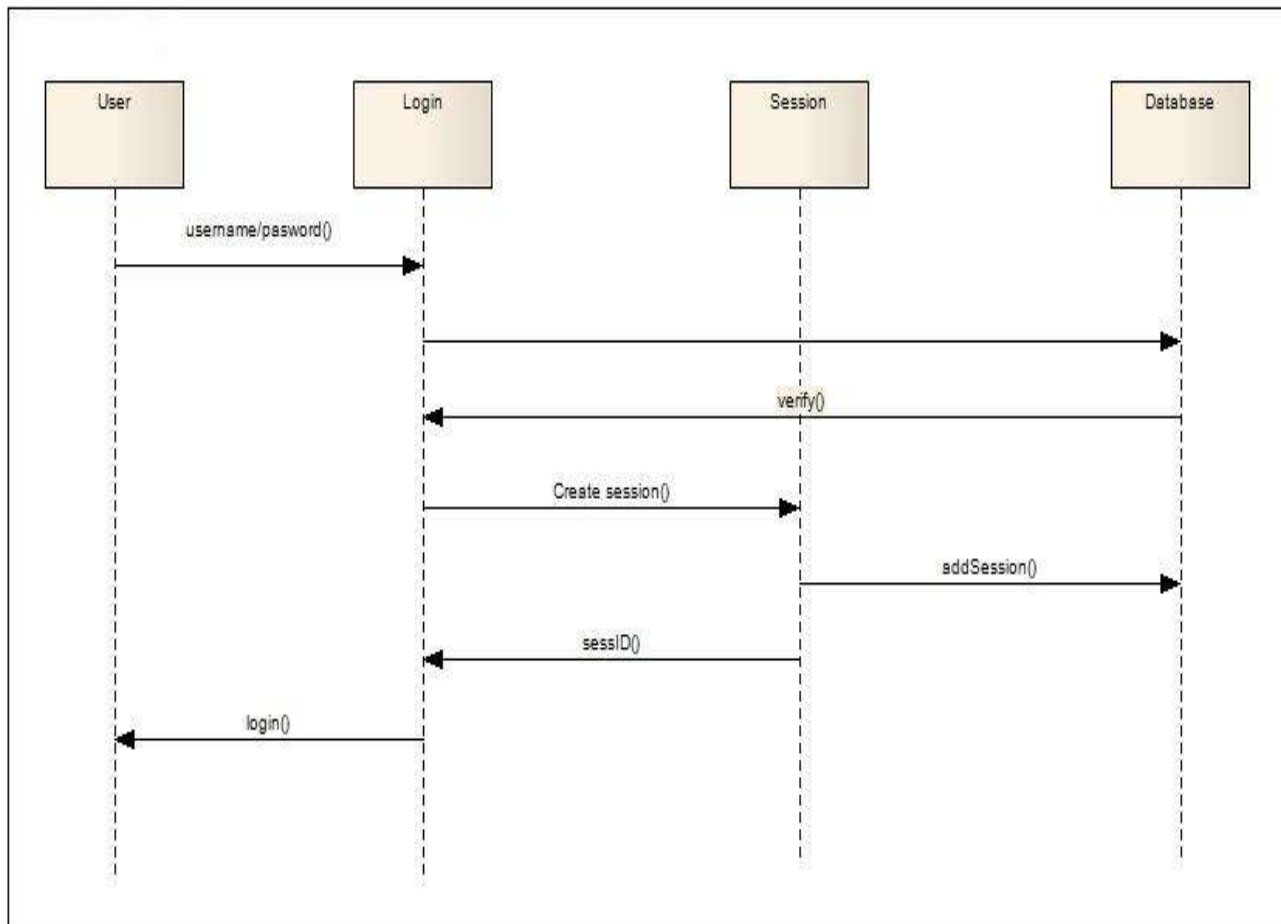 User
Login
Session
Database
username/pasword()
verify()
Create session()
addSession()
sessID()
login()